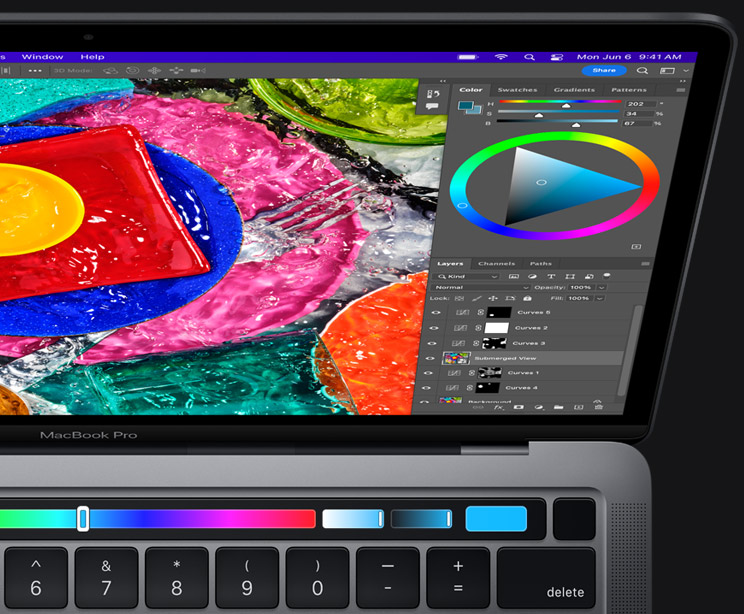 Window Help Mon Jun 6 9:41 AM
3D Mode: Share
Color Swatches Gradients Patterns
H 202 °
S 34 %
B 67 %
Layers Channels Paths
Kind
Normal Opacity: 100%
Lock: Fill: 100%
Curves 5
Curves 2
Curves 3
Submerged View
Curves 1
Curves 4
Background
fx
MacBook Pro
^ & * ( ) — +
6 7 8 9 0 - =
delete